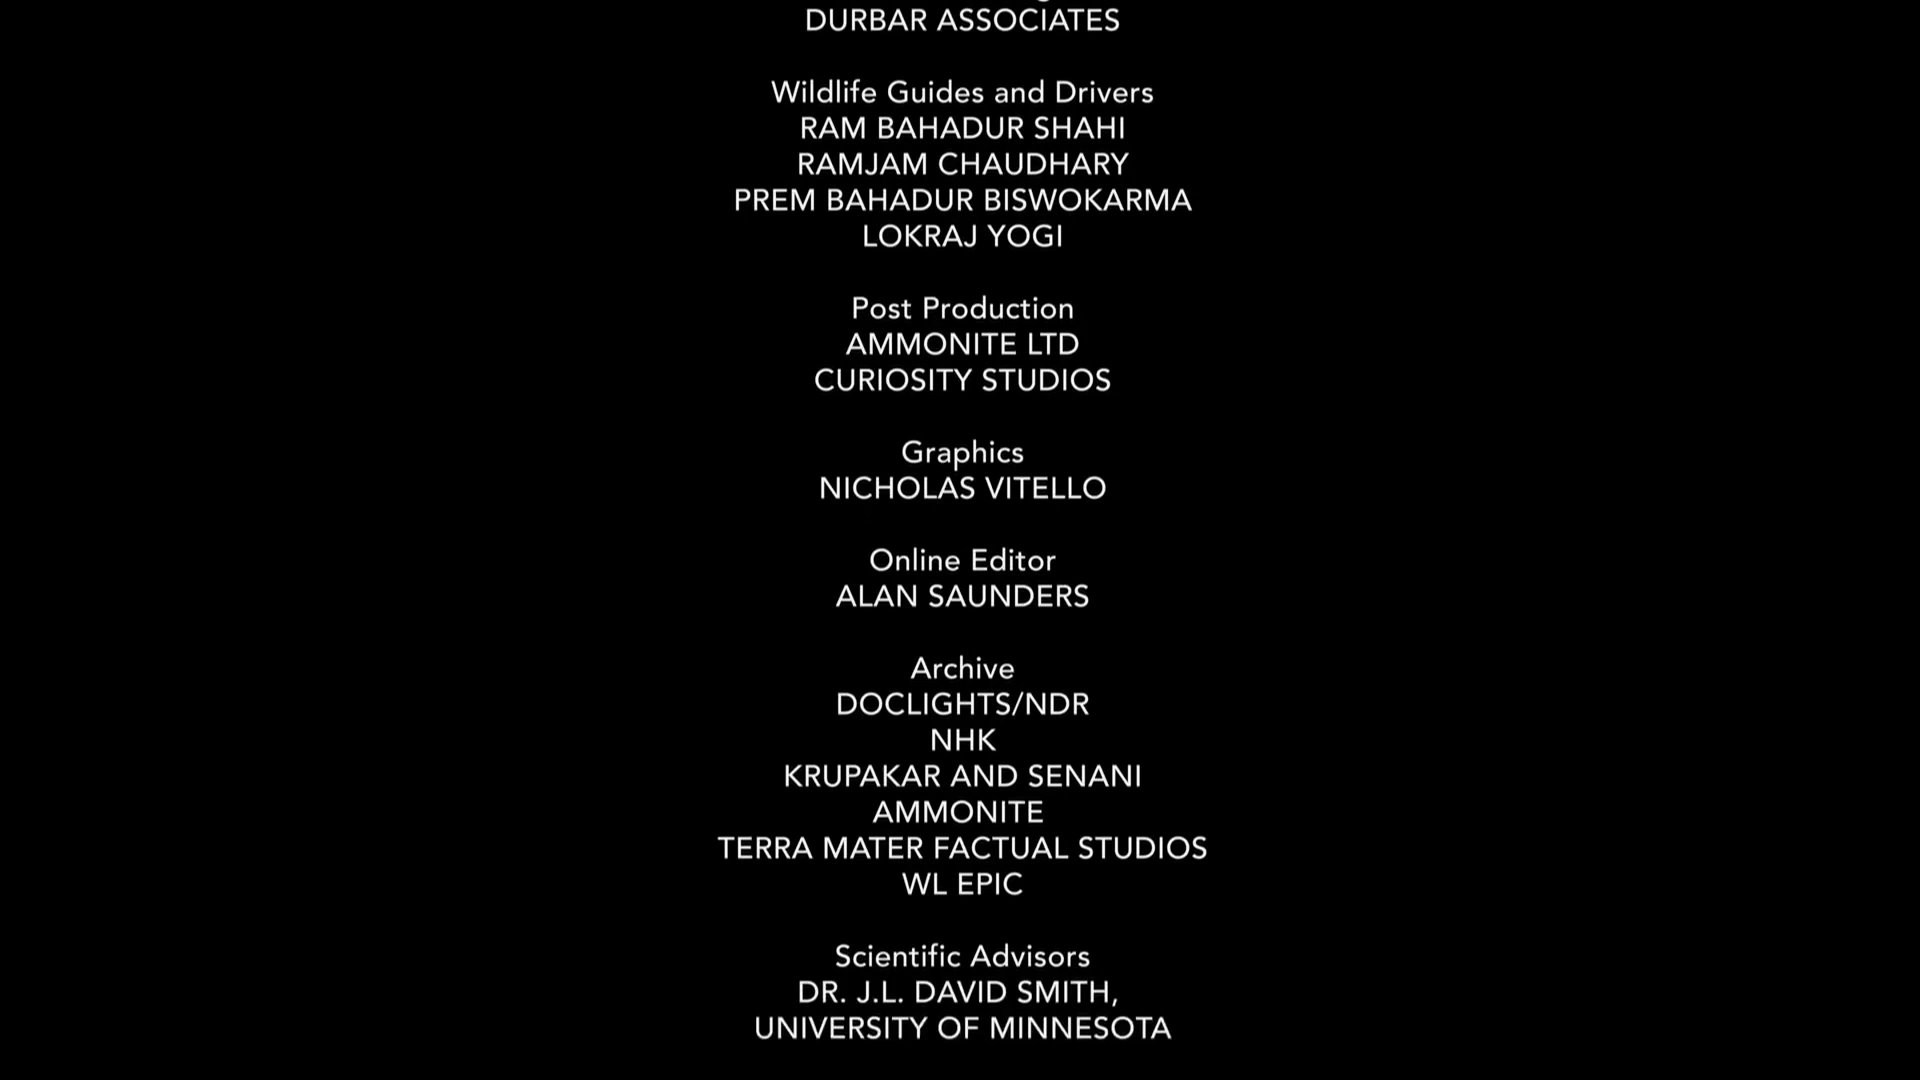 DURBAR ASSOCIATES
Wildlife Guides and Drivers
RAM BAHADUR SHAHI
RAMJAM CHAUDHARY
PREM BAHADUR BISWOKARMA
LOKRAJ YOGI
Post Production
AMMONITE LTD
CURIOSITY STUDIOS
Graphics
NICHOLAS VITELLO
Online Editor
ALAN SAUNDERS
Archive
DOCLIGHTS/NDR
NHK
KRUPAKAR AND SENANI
AMMONITE
TERRA MATER FACTUAL STUDIOS
WL EPIC
Scientific Advisors
DR. J.L. DAVID SMITH,
UNIVERSITY OF MINNESOTA